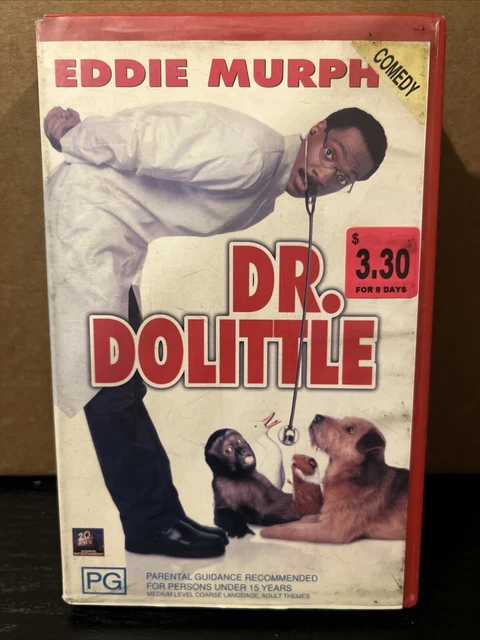 EDDIE MURPH
COMEDY
$
3.30
FOR 8 DAYS
DR.
DOLITTLE
PG
PARENTAL GUIDANCE RECOMMENDED
FOR PERSONS UNDER 15 YEARS
MEDIUM LEVEL COARSE LANGUAGE, ADULT THEMES